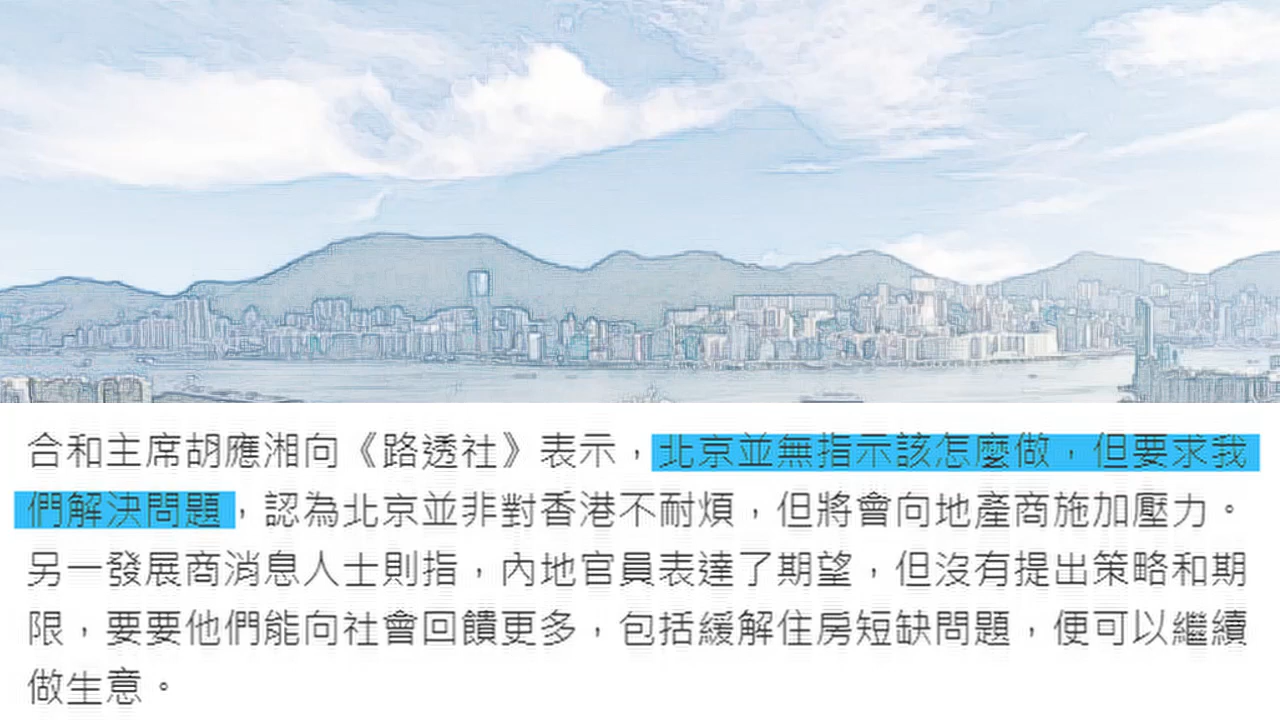 合和主席胡應湘向《路透社》表示，北京並無指示該怎麼做，但要求我
們解決問題，認為北京並非對香港不耐煩，但將會向地產商施加壓力。
另一發展商消息人士則指，內地官員表達了期望，但沒有提出策略和期
限，要要他們能向社會回饋更多，包括緩解住房短缺問題，便可以繼續
做生意。